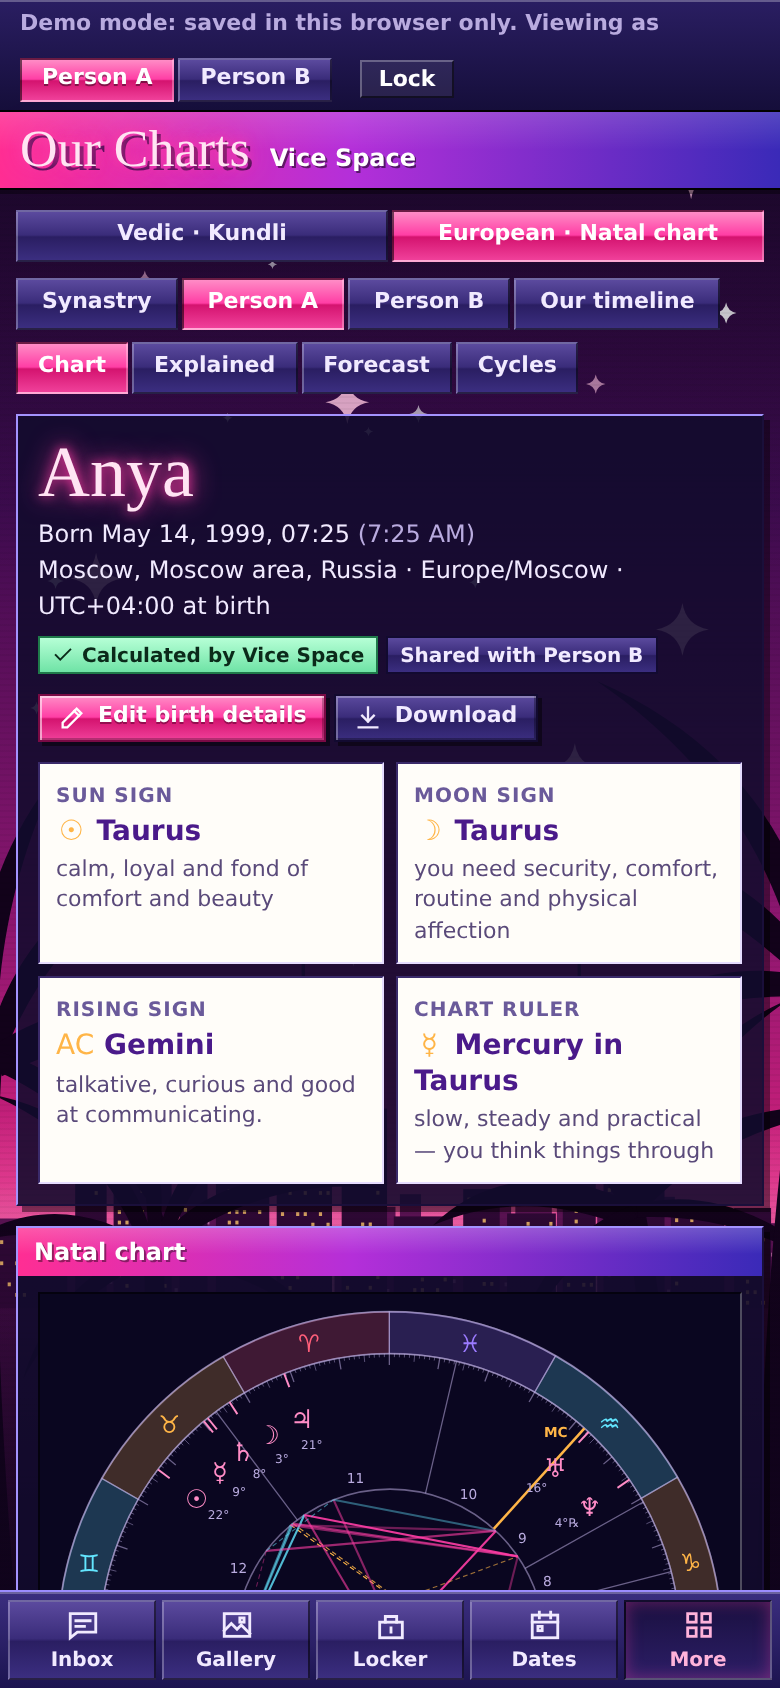 Demo mode: saved in this browser only. Viewing as
Person A Person B Lock
Our Charts Vice Space
Vedic · Kundli European · Natal chart
Synastry Person A Person B Our timeline
Chart Explained Forecast Cycles
Anya
Born May 14, 1999, 07:25 (7:25 AM)
Moscow, Moscow area, Russia · Europe/Moscow ·
UTC+04:00 at birth
✓ Calculated by Vice Space Shared with Person B
Edit birth details Download
SUN SIGN
☉ Taurus
calm, loyal and fond of
comfort and beauty
MOON SIGN
☽ Taurus
you need security, comfort,
routine and physical
affection
RISING SIGN
AC Gemini
talkative, curious and good
at communicating.
CHART RULER
☿ Mercury in
Taurus
slow, steady and practical
— you think things through
Natal chart
♈ ♓
♉ ♒
♃ 21°
☽ 3°
♄ 8°
☿ 9°
☉ 22°
MC
♅ 16°
♆ 4°℞
11 10
9
12 8
♊ ♑
Inbox Gallery Locker Dates More